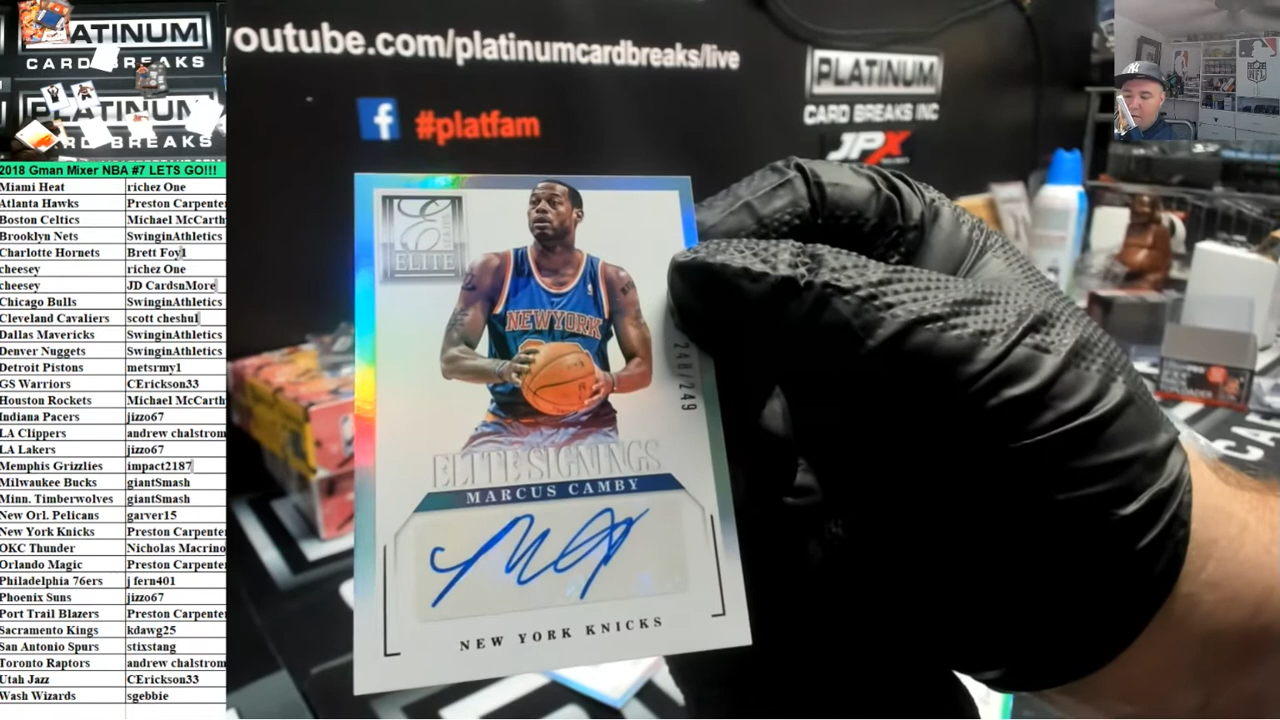 PLATINUM
CARD BREAKS
PLATINUM
BREAKS
2018 Gman Mixer NBA #7 LETS GO!!!
Miami Heat richez One
Atlanta Hawks Preston Carpente
Boston Celtics Michael McCarth
Brooklyn Nets SwinginAthletics
Charlotte Hornets Brett Foy1
cheesey richez One
cheesey JD CardsnMore
Chicago Bulls SwinginAthletics
Cleveland Cavaliers scott cheshul
Dallas Mavericks SwinginAthletics
Denver Nuggets SwinginAthletics
Detroit Pistons metsrmy1
GS Warriors CErickson33
Houston Rockets Michael McCarth
Indiana Pacers jizzo67
LA Clippers andrew chalstrom
LA Lakers jizzo67
Memphis Grizzlies impact2187
Milwaukee Bucks giantSmash
Minn. Timberwolves giantSmash
New Orl. Pelicans garver15
New York Knicks Preston Carpenter
OKC Thunder Nicholas Macrino
Orlando Magic Preston Carpenter
Philadelphia 76ers j fern401
Phoenix Suns jizzo67
Port Trail Blazers Preston Carpenter
Sacramento Kings kdawg25
San Antonio Spurs stixstang
Toronto Raptors andrew chalstrom
Utah Jazz CErickson33
Wash Wizards sgebbie
youtube.com/platinumcardbreaks/live
f #platfam
PLATINUM
CARD BREAKS INC
JPX
E
ELITE
NEW YORK
248/249
ELITE SIGNINGS
MARCUS CAMBY
NEW YORK KNICKS
NFL